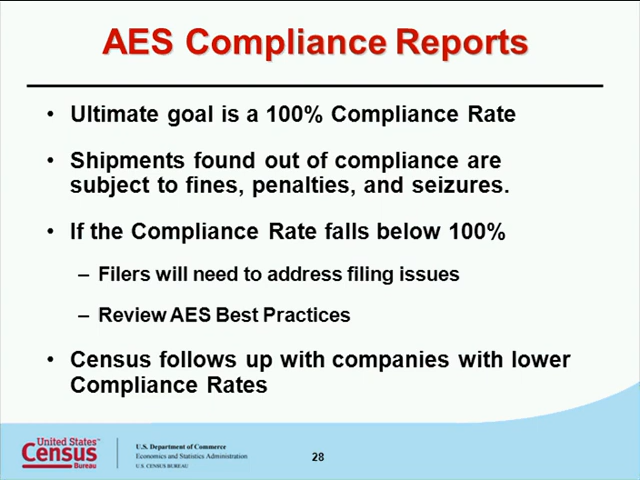 AES Compliance Reports
• Ultimate goal is a 100% Compliance Rate
• Shipments found out of compliance are
subject to fines, penalties, and seizures.
• If the Compliance Rate falls below 100%
– Filers will need to address filing issues
– Review AES Best Practices
• Census follows up with companies with lower
Compliance Rates
United States™
Census
Bureau
U.S. Department of Commerce
Economics and Statistics Administration
U.S. CENSUS BUREAU
28